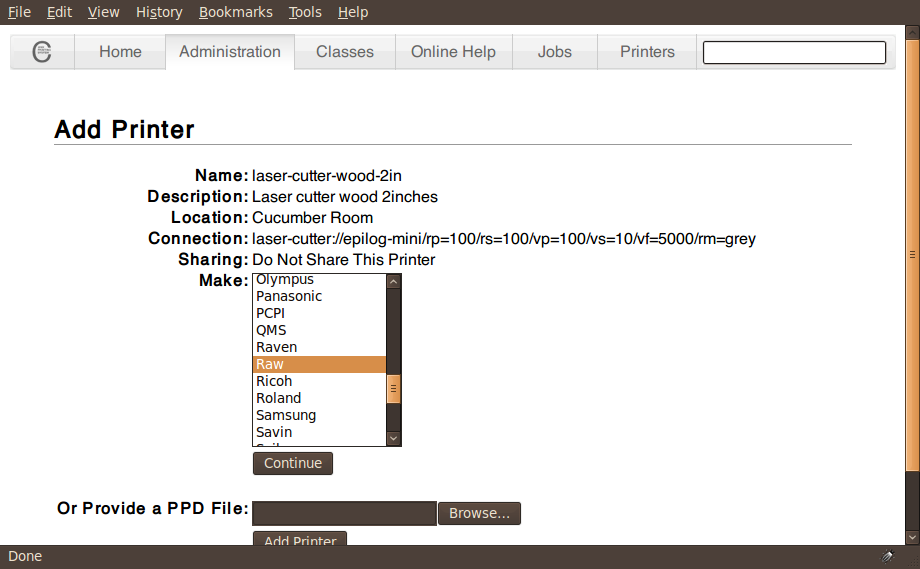 File Edit View History Bookmarks Tools Help
Home Administration Classes Online Help Jobs Printers
Add Printer
Name: laser-cutter-wood-2in
Description: Laser cutter wood 2inches
Location: Cucumber Room
Connection: laser-cutter://epilog-mini/rp=100/rs=100/vp=100/vs=10/vf=5000/rm=grey
Sharing: Do Not Share This Printer
Make:
Olympus
Panasonic
PCPI
QMS
Raven
Raw
Ricoh
Roland
Samsung
Savin
Continue
Or Provide a PPD File: Browse...
Add Printer
Done